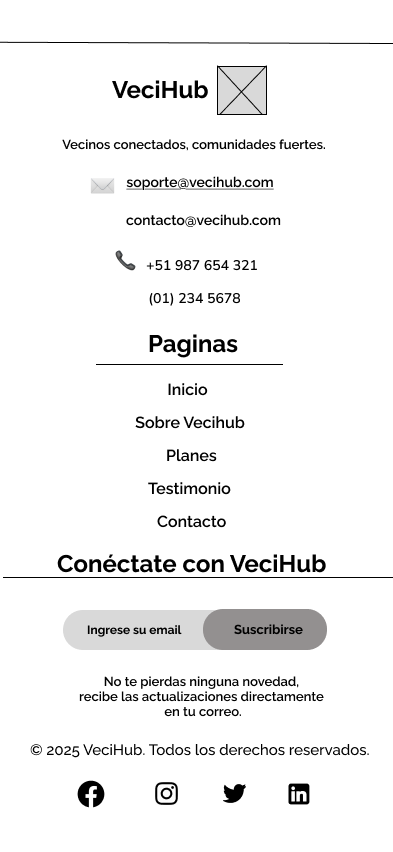 VeciHub
Vecinos conectados, comunidades fuertes.
soporte@vecihub.com
contacto@vecihub.com
+51 987 654 321
(01) 234 5678
Paginas
Inicio
Sobre Vecihub
Planes
Testimonio
Contacto
Conéctate con VeciHub
Ingrese su email
Suscribirse
No te pierdas ninguna novedad,
recibe las actualizaciones directamente
en tu correo.
© 2025 VeciHub. Todos los derechos reservados.